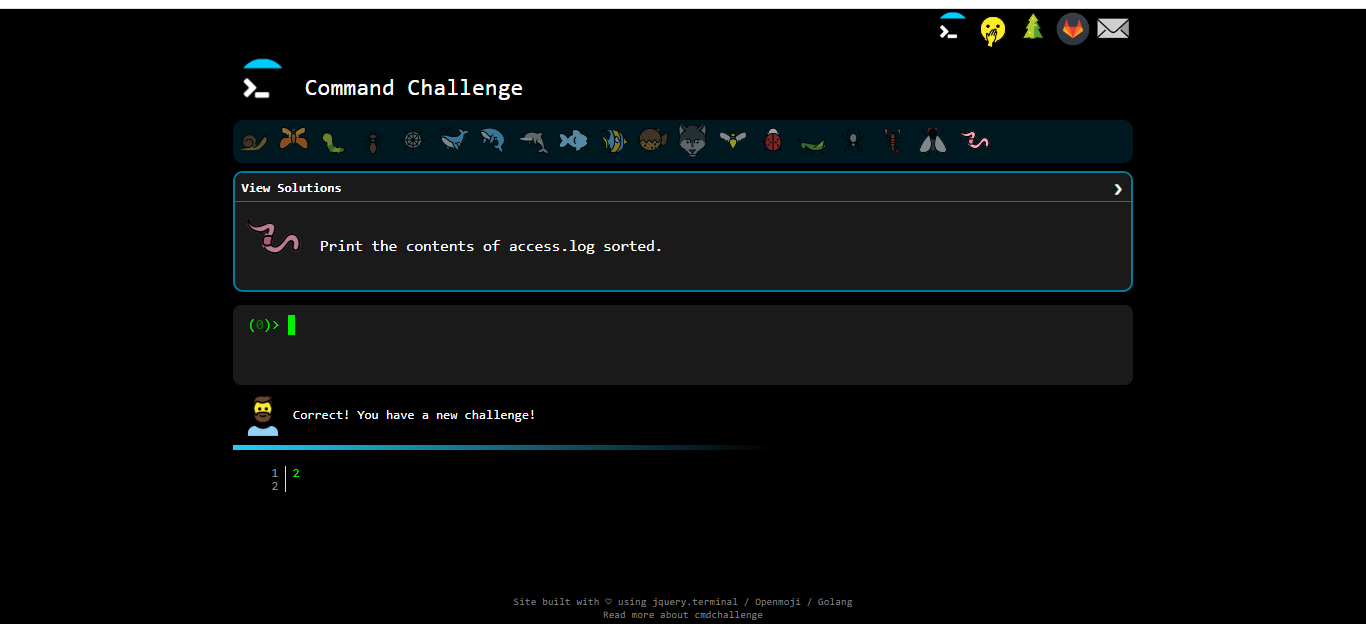 Command Challenge
View Solutions ❯
Print the contents of access.log sorted.
(0)>
Correct! You have a new challenge!
1 2
2
Site built with ♡ using jquery.terminal / Openmoji / Golang
Read more about cmdchallenge